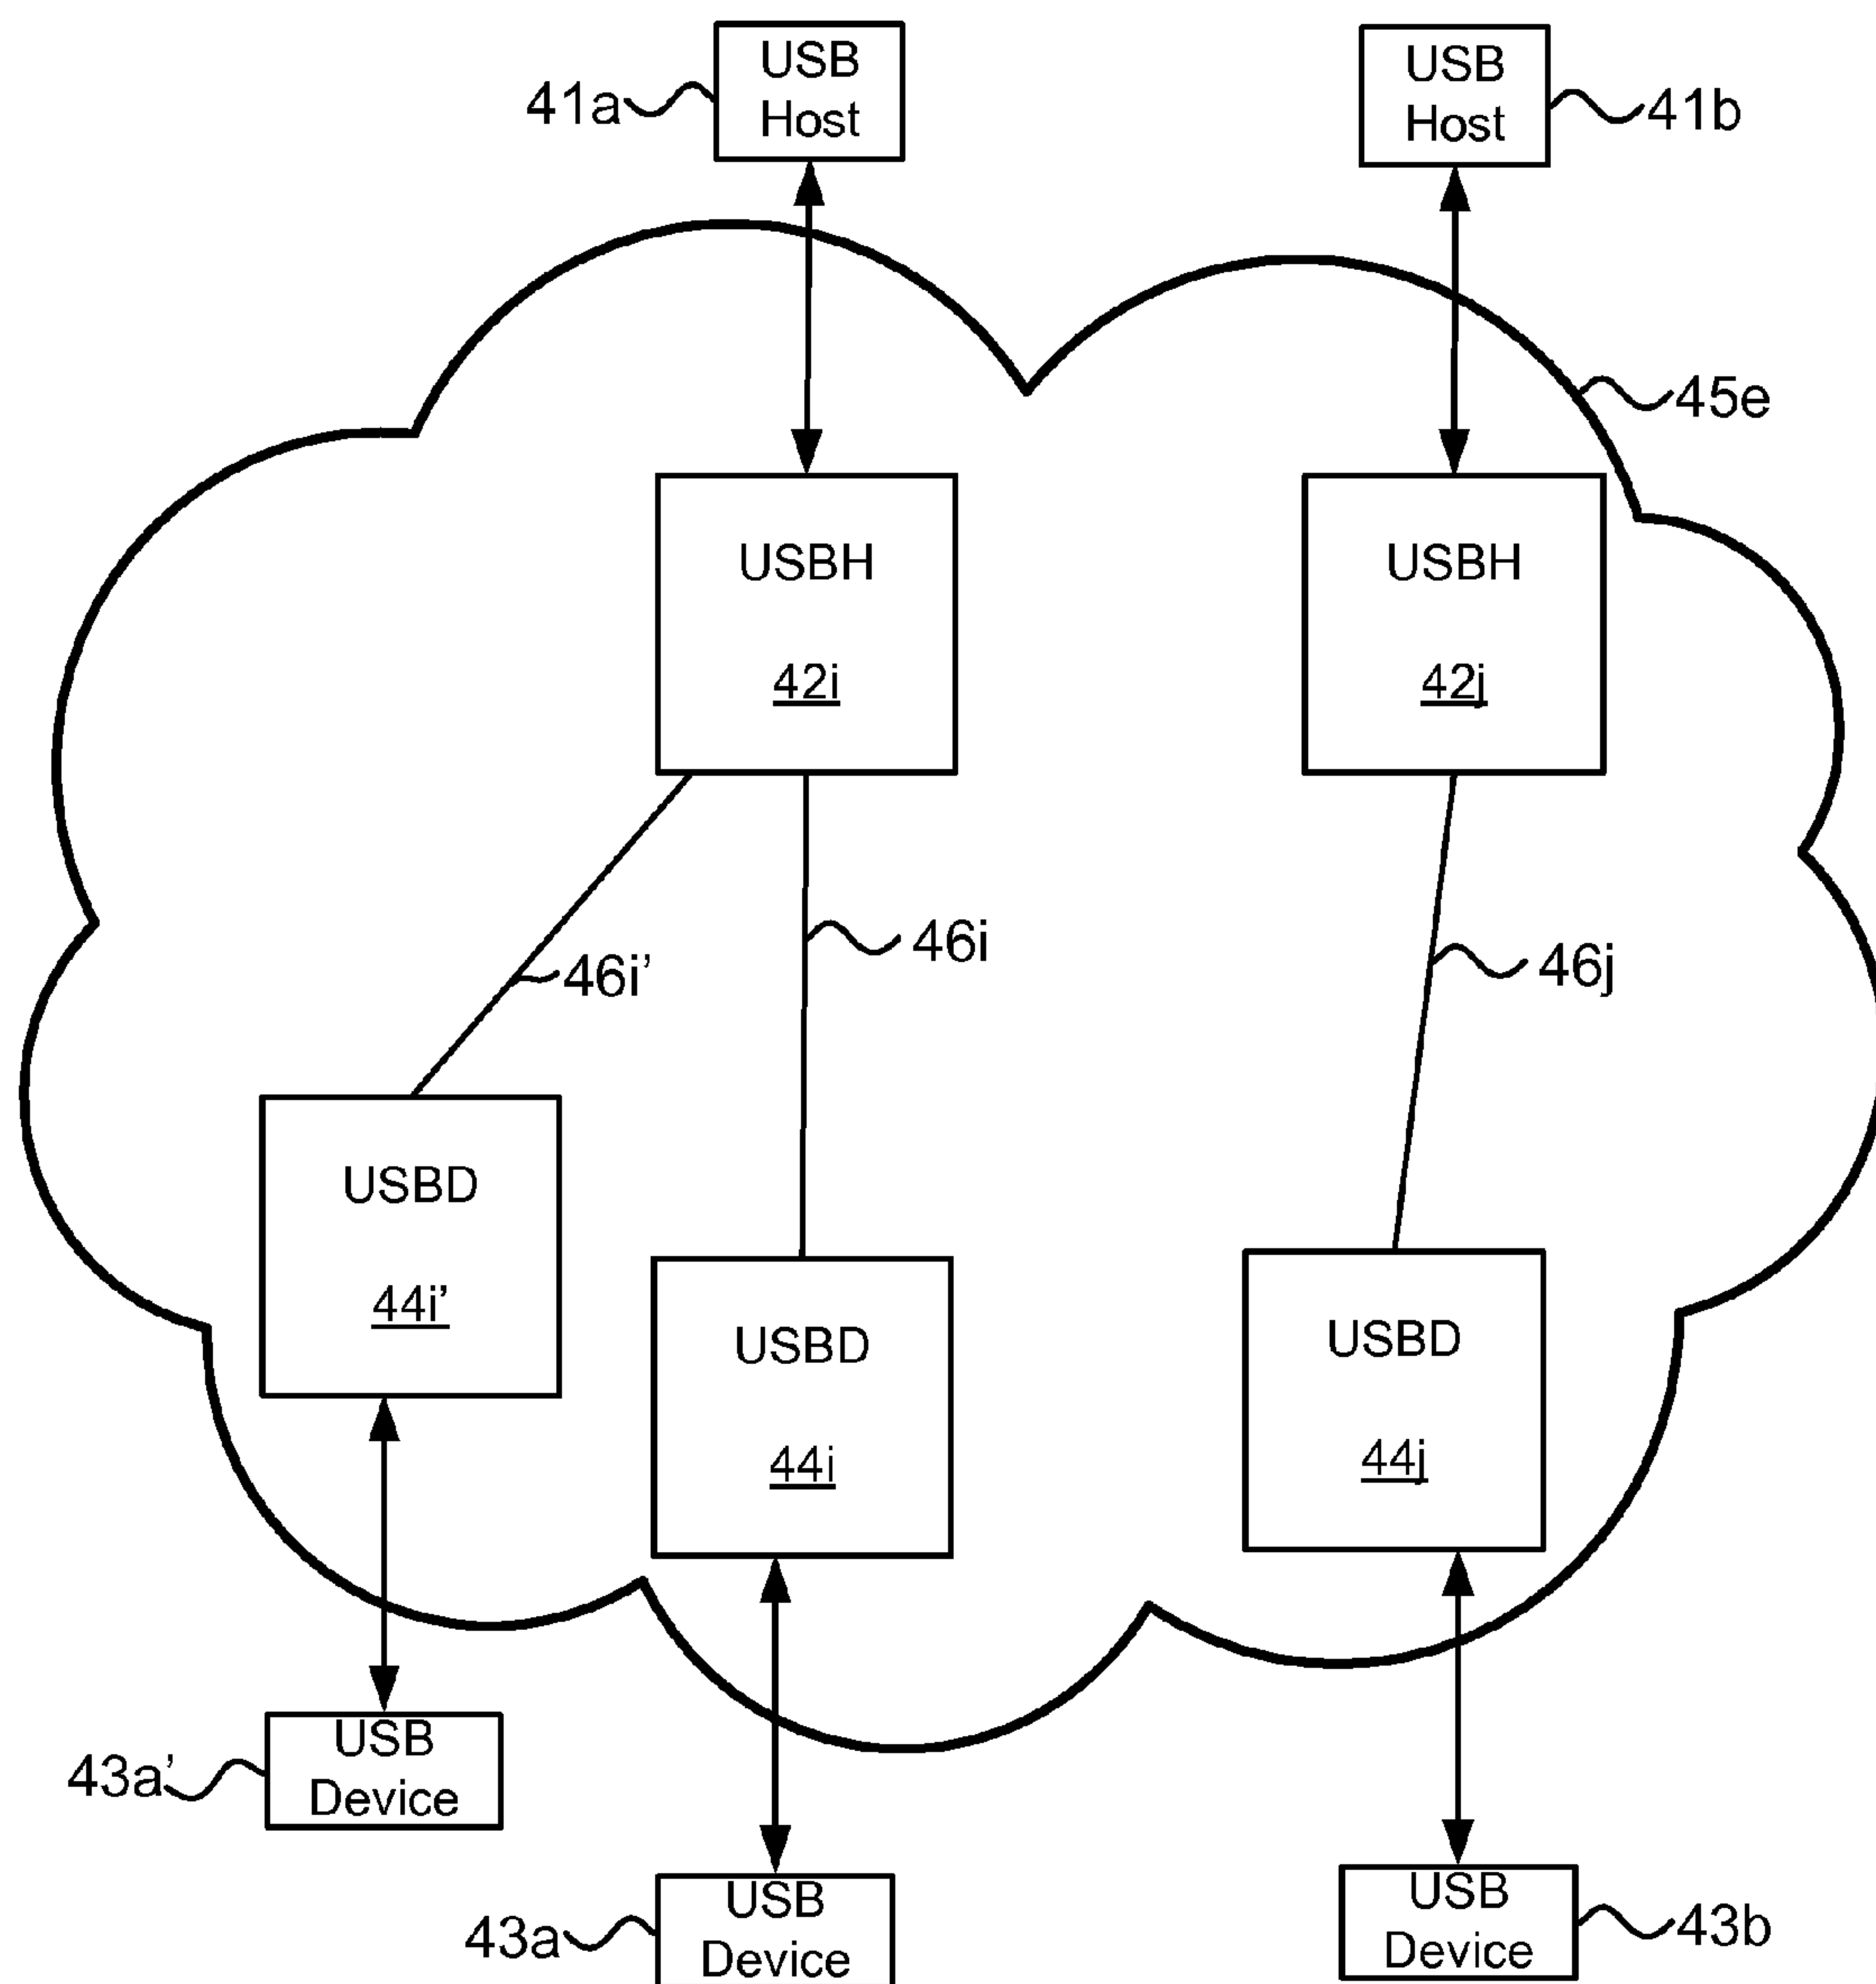 USB
Host
41a
USB
Host
41b
45e
USBH
42i
USBH
42j
46i’
46i
46j
USBD
44i’
USBD
44i
USBD
44j
USB
Device
43a’
USB
Device
43a
USB
Device
43b